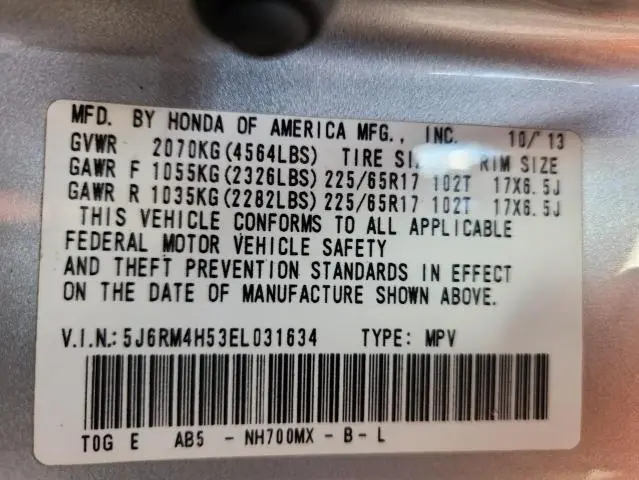 MFD. BY HONDA OF AMERICA MFG., INC. 10/'13
GVWR 2070KG(4564LBS) TIRE RIM SIZE
GAWR F 1055KG(2326LBS) 225/65R17 102T 17X6.5J
GAWR R 1035KG(2282LBS) 225/65R17 102T 17X6.5J
THIS VEHICLE CONFORMS TO ALL APPLICABLE
FEDERAL MOTOR VEHICLE SAFETY
AND THEFT PREVENTION STANDARDS IN EFFECT
ON THE DATE OF MANUFACTURE SHOWN ABOVE.
V.I.N.: 5J6RM4H53EL031634 TYPE: MPV
T0G E AB5 - NH700MX - B - L